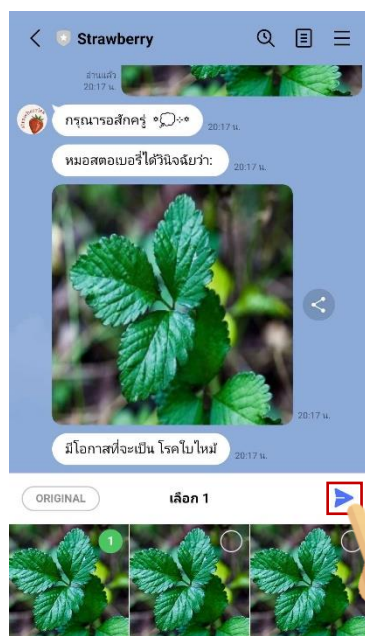 Strawberry
อ่านแล้ว
20:17 น.
กรุณารอสักครู่
20:17 น.
หมอสตอเบอรี่ได้วินิจฉัยว่า:
20:17 น.
20:17 น.
มีโอกาสที่จะเป็น โรคใบไหม้
20:17 น.
ORIGINAL
เลือก 1
1